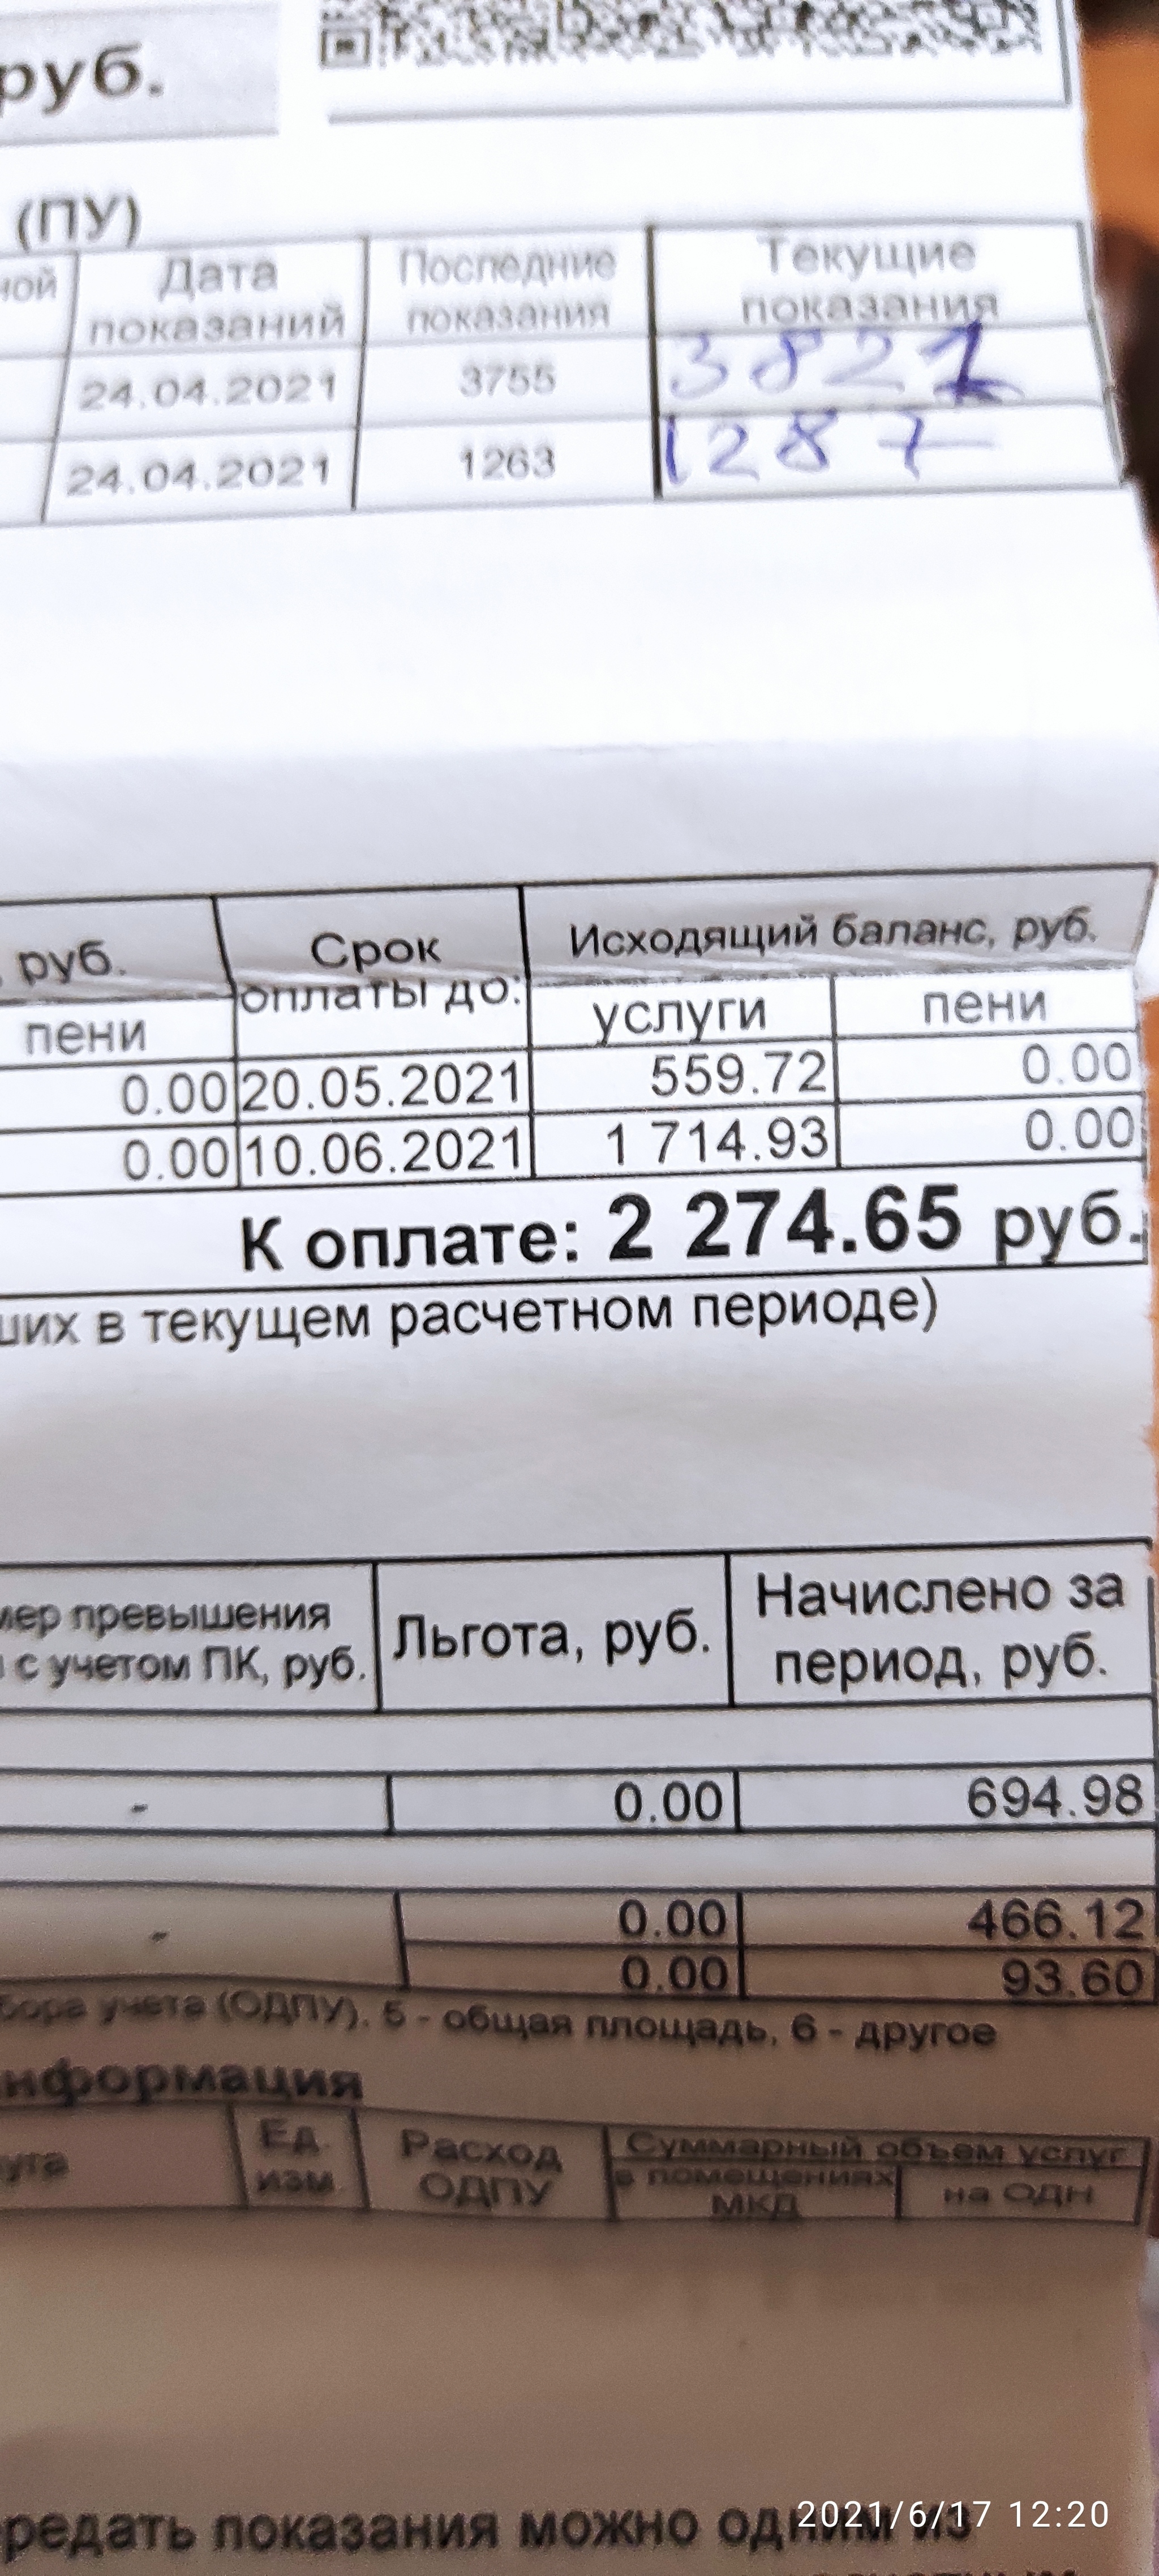 руб.
(ПУ)
ной Дата показаний Последние показания Текущие показания
24.04.2021 3755 3821
24.04.2021 1263 1287
, руб. Срок оплаты до: Исходящий баланс, руб.
пени услуги пени
0.00 20.05.2021 559.72 0.00
0.00 10.06.2021 1 714.93 0.00
К оплате: 2 274.65 руб.
ших в текущем расчетном периоде)
мер превышения Льгота, руб. Начислено за
с учетом ПК, руб. период, руб.
- 0.00 694.98
- 0.00 466.12
0.00 93.60
бора учета (ОДПУ), 5 - общая площадь, 6 - другое
нформация
уга Ед. изм. Расход ОДПУ Суммарный объем услуг
в помещениях МКД на ОДН
редать показания можно одним из
2021/6/17 12:20